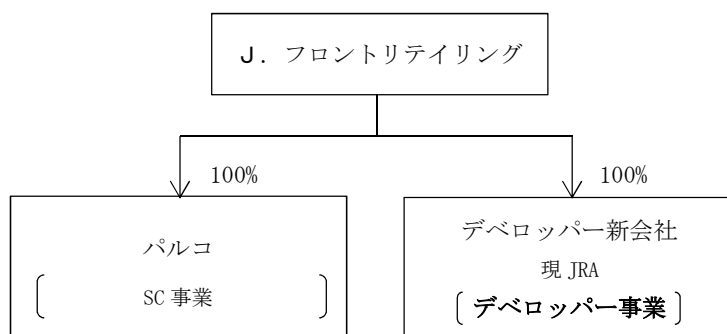 J. フロントリテイリング
100%
100%
パルコ
SC 事業
デベロッパー新会社
現 JRA
デベロッパー事業